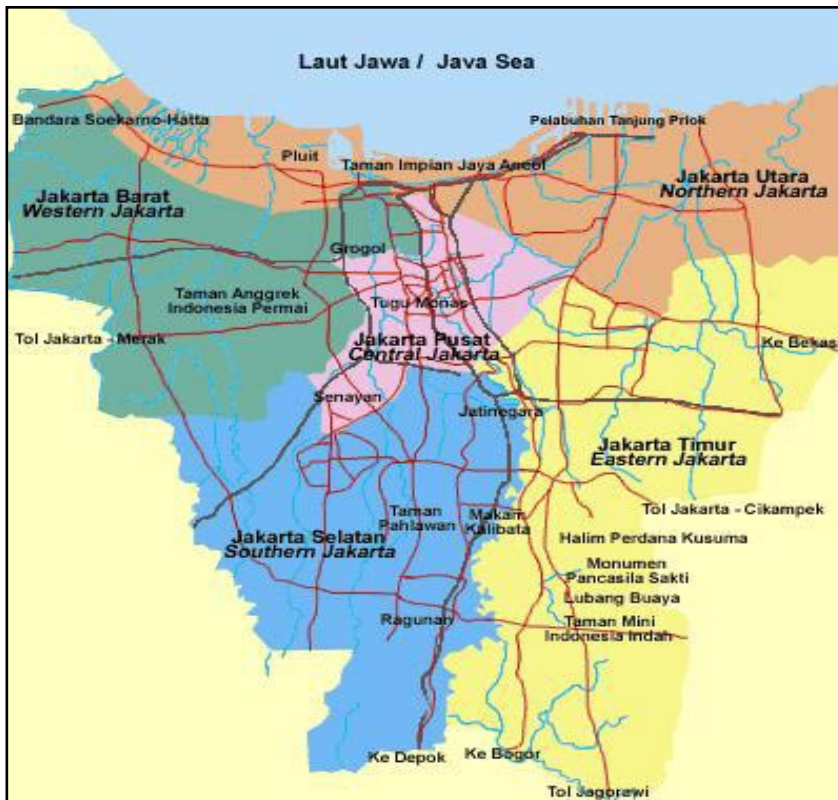 Laut Jawa / Java Sea
Bandara Soekarno-Hatta
Pelabuhan Tanjung Priok
Pluit
Taman Impian Jaya Ancol
Jakarta Barat
Western Jakarta
Jakarta Utara
Northern Jakarta
Grogol
Taman Anggrek
Indonesia Permai
Tugu Monas
Tol Jakarta - Merak
Jakarta Pusat
Central Jakarta
Ke Bekas
Senayan
Jatinegara
Jakarta Timur
Eastern Jakarta
Taman
Pahlawan
Makam
Kalibata
Tol Jakarta - Cikampek
Jakarta Selatan
Southern Jakarta
Halim Perdana Kusuma
Monumen
Pancasila Sakti
Lubang Buaya
Ragunan
Taman Mini
Indonesia Indah
Ke Depok
Ke Bogor
Tol Jagorawi